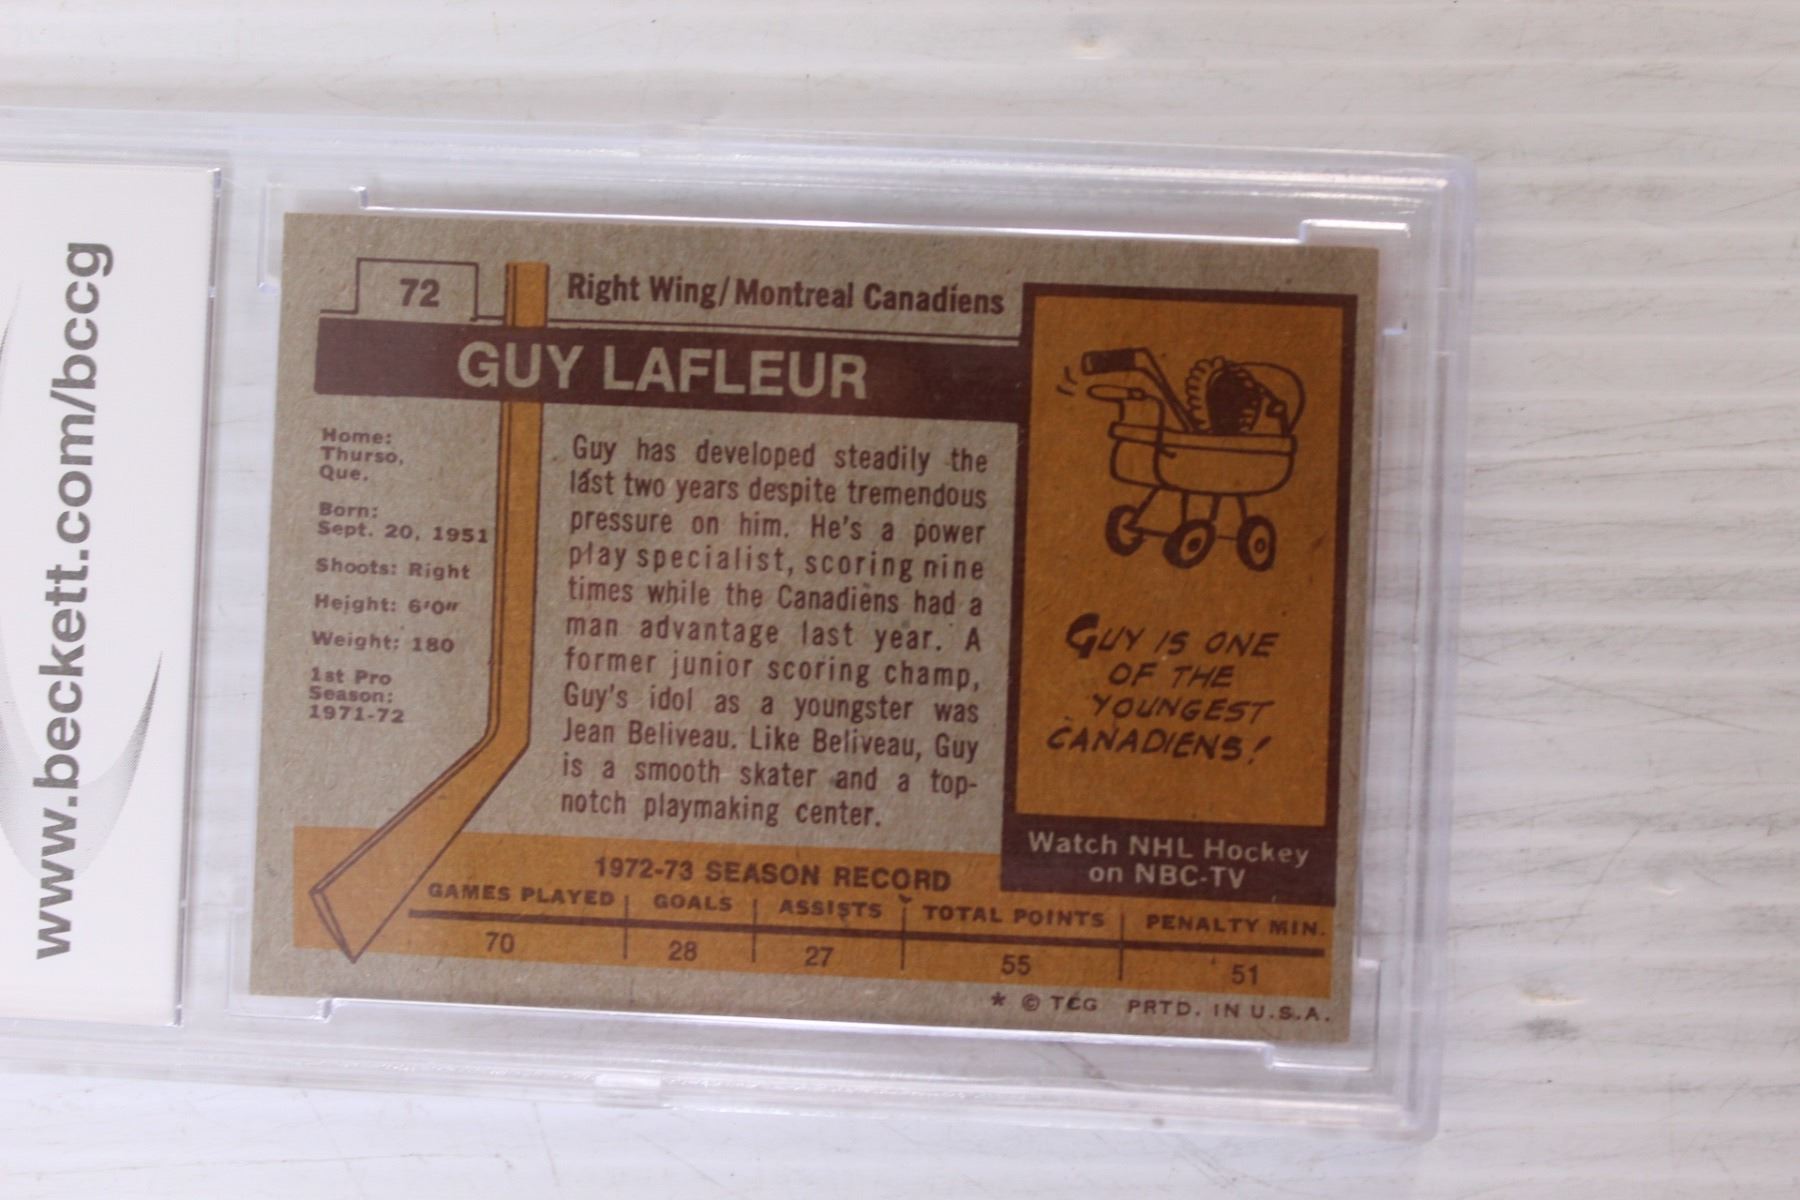 www.beckett.com/bccg
72
Right Wing/Montreal Canadiens
GUY LAFLEUR
Home:
Thurso,
Que.
Born:
Sept. 20, 1951
Shoots: Right
Height: 6'0"
Weight: 180
1st Pro
Season:
1971-72
Guy has developed steadily the
last two years despite tremendous
pressure on him. He's a power
play specialist, scoring nine
times while the Canadiens had a
man advantage last year. A
former junior scoring champ,
Guy's idol as a youngster was
Jean Beliveau. Like Beliveau, Guy
is a smooth skater and a top-
notch playmaking center.
GUY IS ONE
OF THE
YOUNGEST
CANADIENS!
Watch NHL Hockey
on NBC-TV
1972-73 SEASON RECORD
GAMES PLAYED GOALS ASSISTS TOTAL POINTS PENALTY MIN.
70 28 27 55 51
* © TCG PRTD. IN U.S.A.